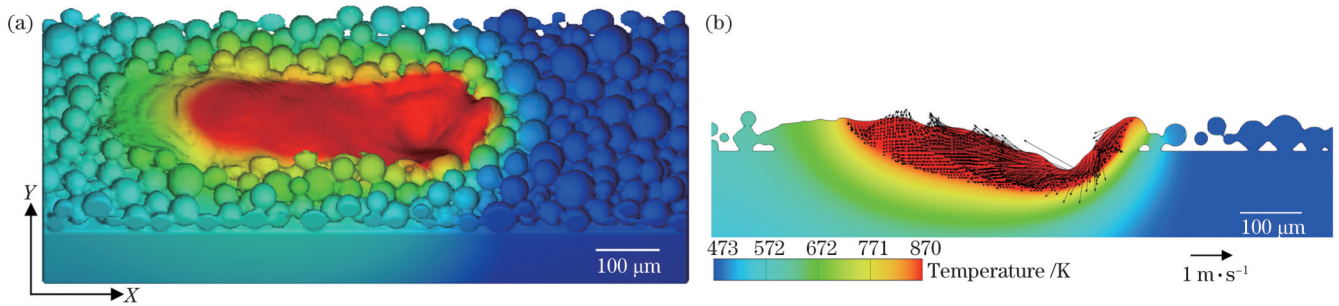 (a)
Y
X
100 μm
(b)
100 μm
473 572 672 771 870
Temperature /K
1 m·s⁻¹